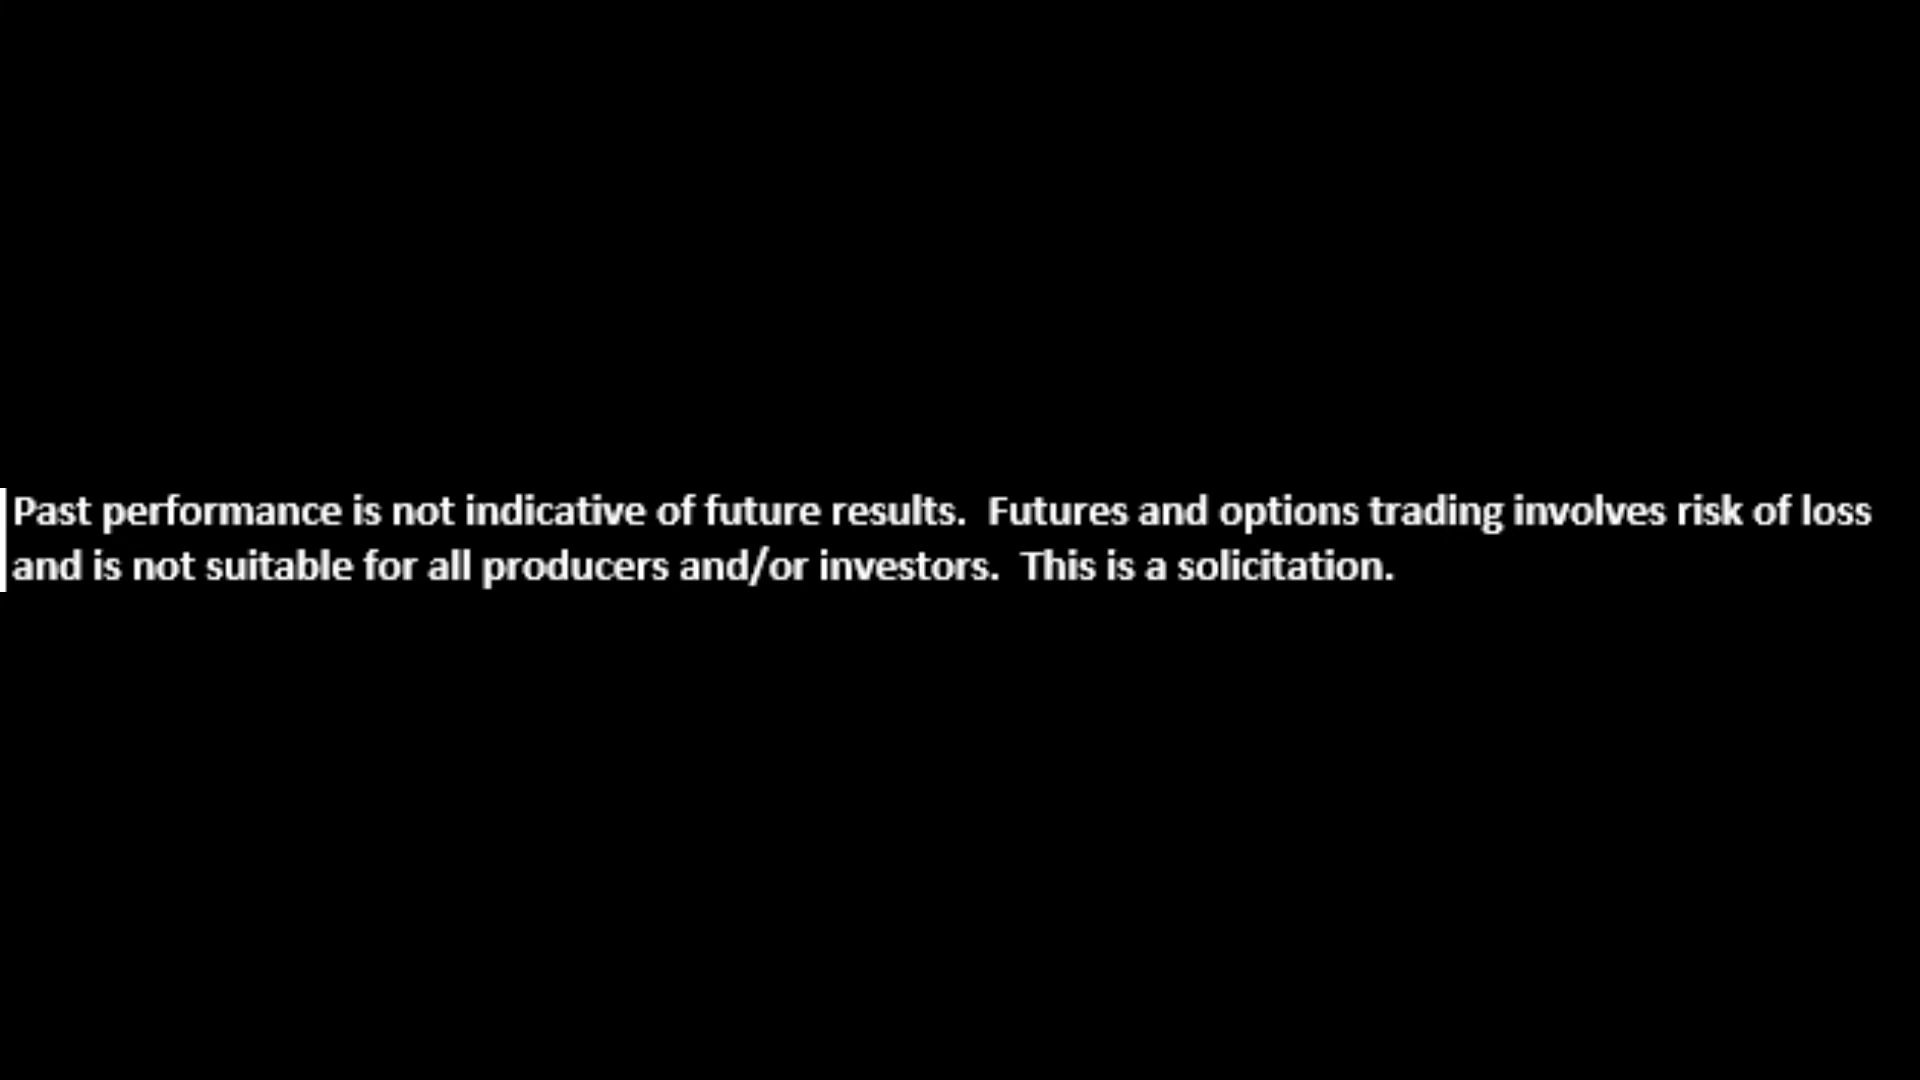 Past performance is not indicative of future results.  Futures and options trading involves risk of loss
and is not suitable for all producers and/or investors.  This is a solicitation.